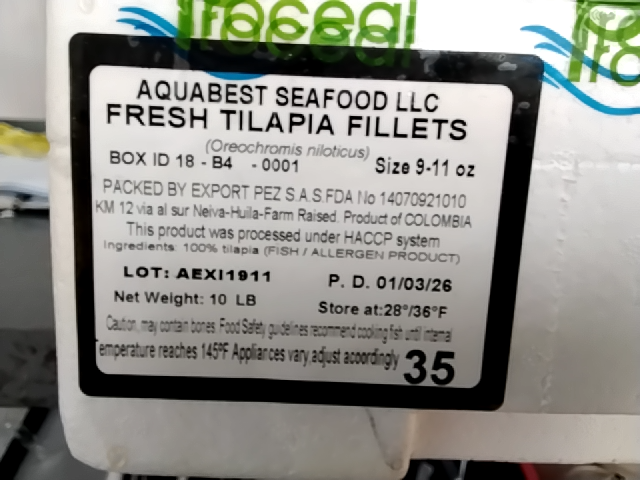 AQUABEST SEAFOOD LLC
FRESH TILAPIA FILLETS
(Oreochromis niloticus)
BOX ID 18 - B4 - 0001 Size 9-11 oz
PACKED BY EXPORT PEZ S.A.S.FDA No 14070921010
KM 12 via al sur Neiva-Huila-Farm Raised. Product of COLOMBIA
This product was processed under HACCP system
Ingredients: 100% tilapia (FISH / ALLERGEN PRODUCT)
LOT: AEXI1911 P. D. 01/03/26
Net Weight: 10 LB Store at:28°/36°F
Caution, may contain bones. Food Safety guidelines recommend cooking fish until internal
emperature reaches 145°F Appliances vary, adjust accordingly 35